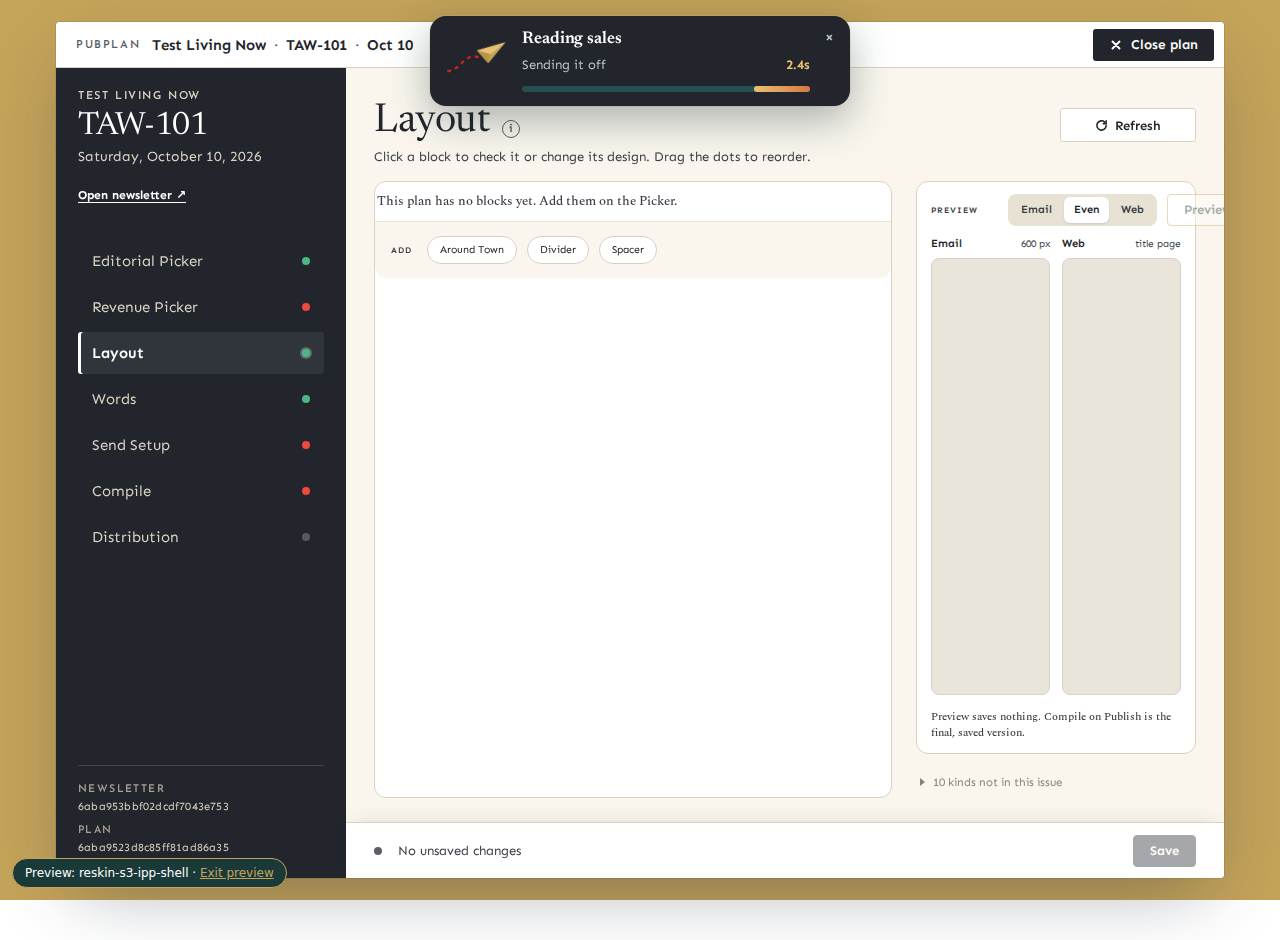 PUBPLAN Test Living Now · TAW-101 · Oct 10
Reading sales
×
Sending it off 2.4s
Close plan
TEST LIVING NOW
TAW-101
Saturday, October 10, 2026
Open newsletter ↗
Editorial Picker
Revenue Picker
Layout
Words
Send Setup
Compile
Distribution
NEWSLETTER
6aba953bbf02dcdf7043e753
PLAN
6aba9523d8c85ff81ad86a35
Preview: reskin-s3-ipp-shell · Exit preview
Layout i
Refresh
Click a block to check it or change its design. Drag the dots to reorder.
This plan has no blocks yet. Add them on the Picker.
ADD Around Town Divider Spacer
PREVIEW Email Even Web Preview
Email 600 px Web title page
Preview saves nothing. Compile on Publish is the
final, saved version.
10 kinds not in this issue
No unsaved changes
Save